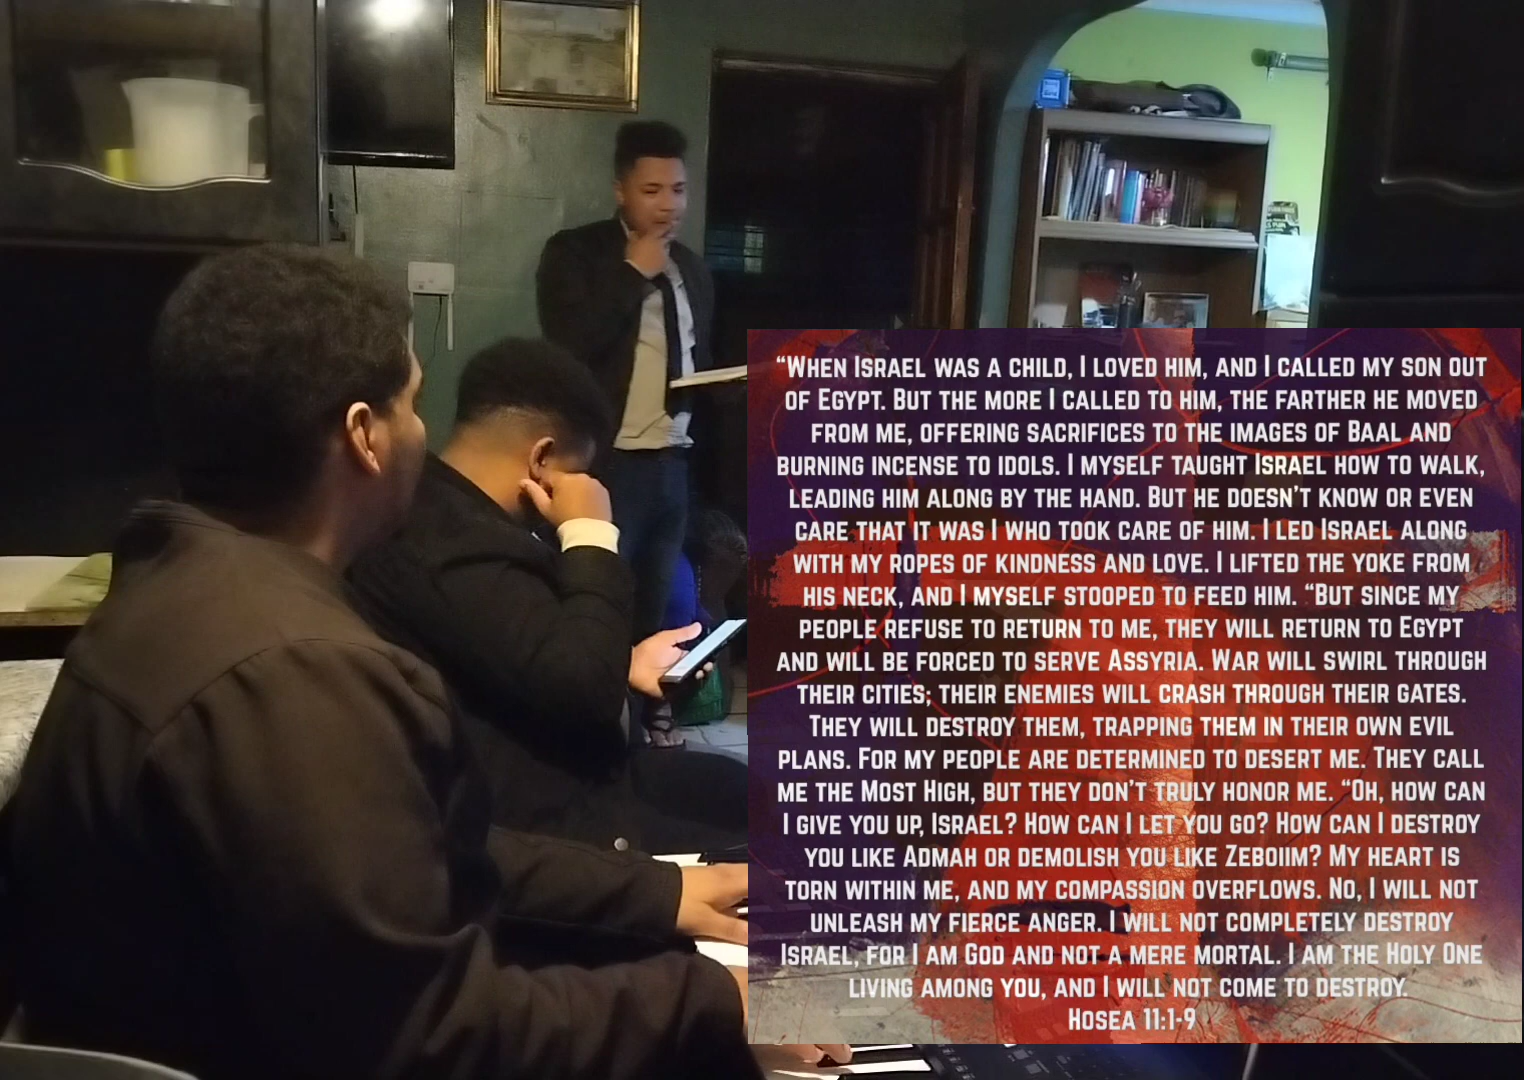 “When Israel was a child, I loved him, and I called my son out
of Egypt. But the more I called to him, the farther he moved
from me, offering sacrifices to the images of Baal and
burning incense to idols. I myself taught Israel how to walk,
leading him along by the hand. But he doesn't know or even
care that it was I who took care of him. I led Israel along
with my ropes of kindness and love. I lifted the yoke from
his neck, and I myself stooped to feed him. “But since my
people refuse to return to me, they will return to Egypt
and will be forced to serve Assyria. War will swirl through
their cities; their enemies will crash through their gates.
They will destroy them, trapping them in their own evil
plans. For my people are determined to desert me. They call
me the Most High, but they don't truly honor me. “Oh, how can
I give you up, Israel? How can I let you go? How can I destroy
you like Admah or demolish you like Zeboiim? My heart is
torn within me, and my compassion overflows. No, I will not
unleash my fierce anger. I will not completely destroy
Israel, for I am God and not a mere mortal. I am the Holy One
living among you, and I will not come to destroy.
Hosea 11:1-9